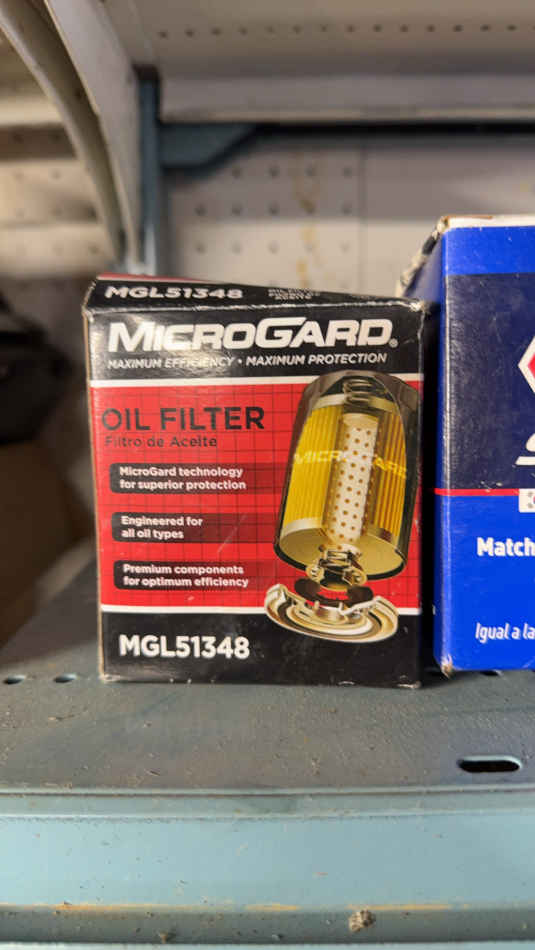 MGL51348
MICROGARD®
MAXIMUM EFFICIENCY • MAXIMUM PROTECTION
OIL FILTER
Filtro de Aceite
MicroGard technology
for superior protection
Engineered for
all oil types
Premium components
for optimum efficiency
MICROGARD
MGL51348
Match
Igual a la